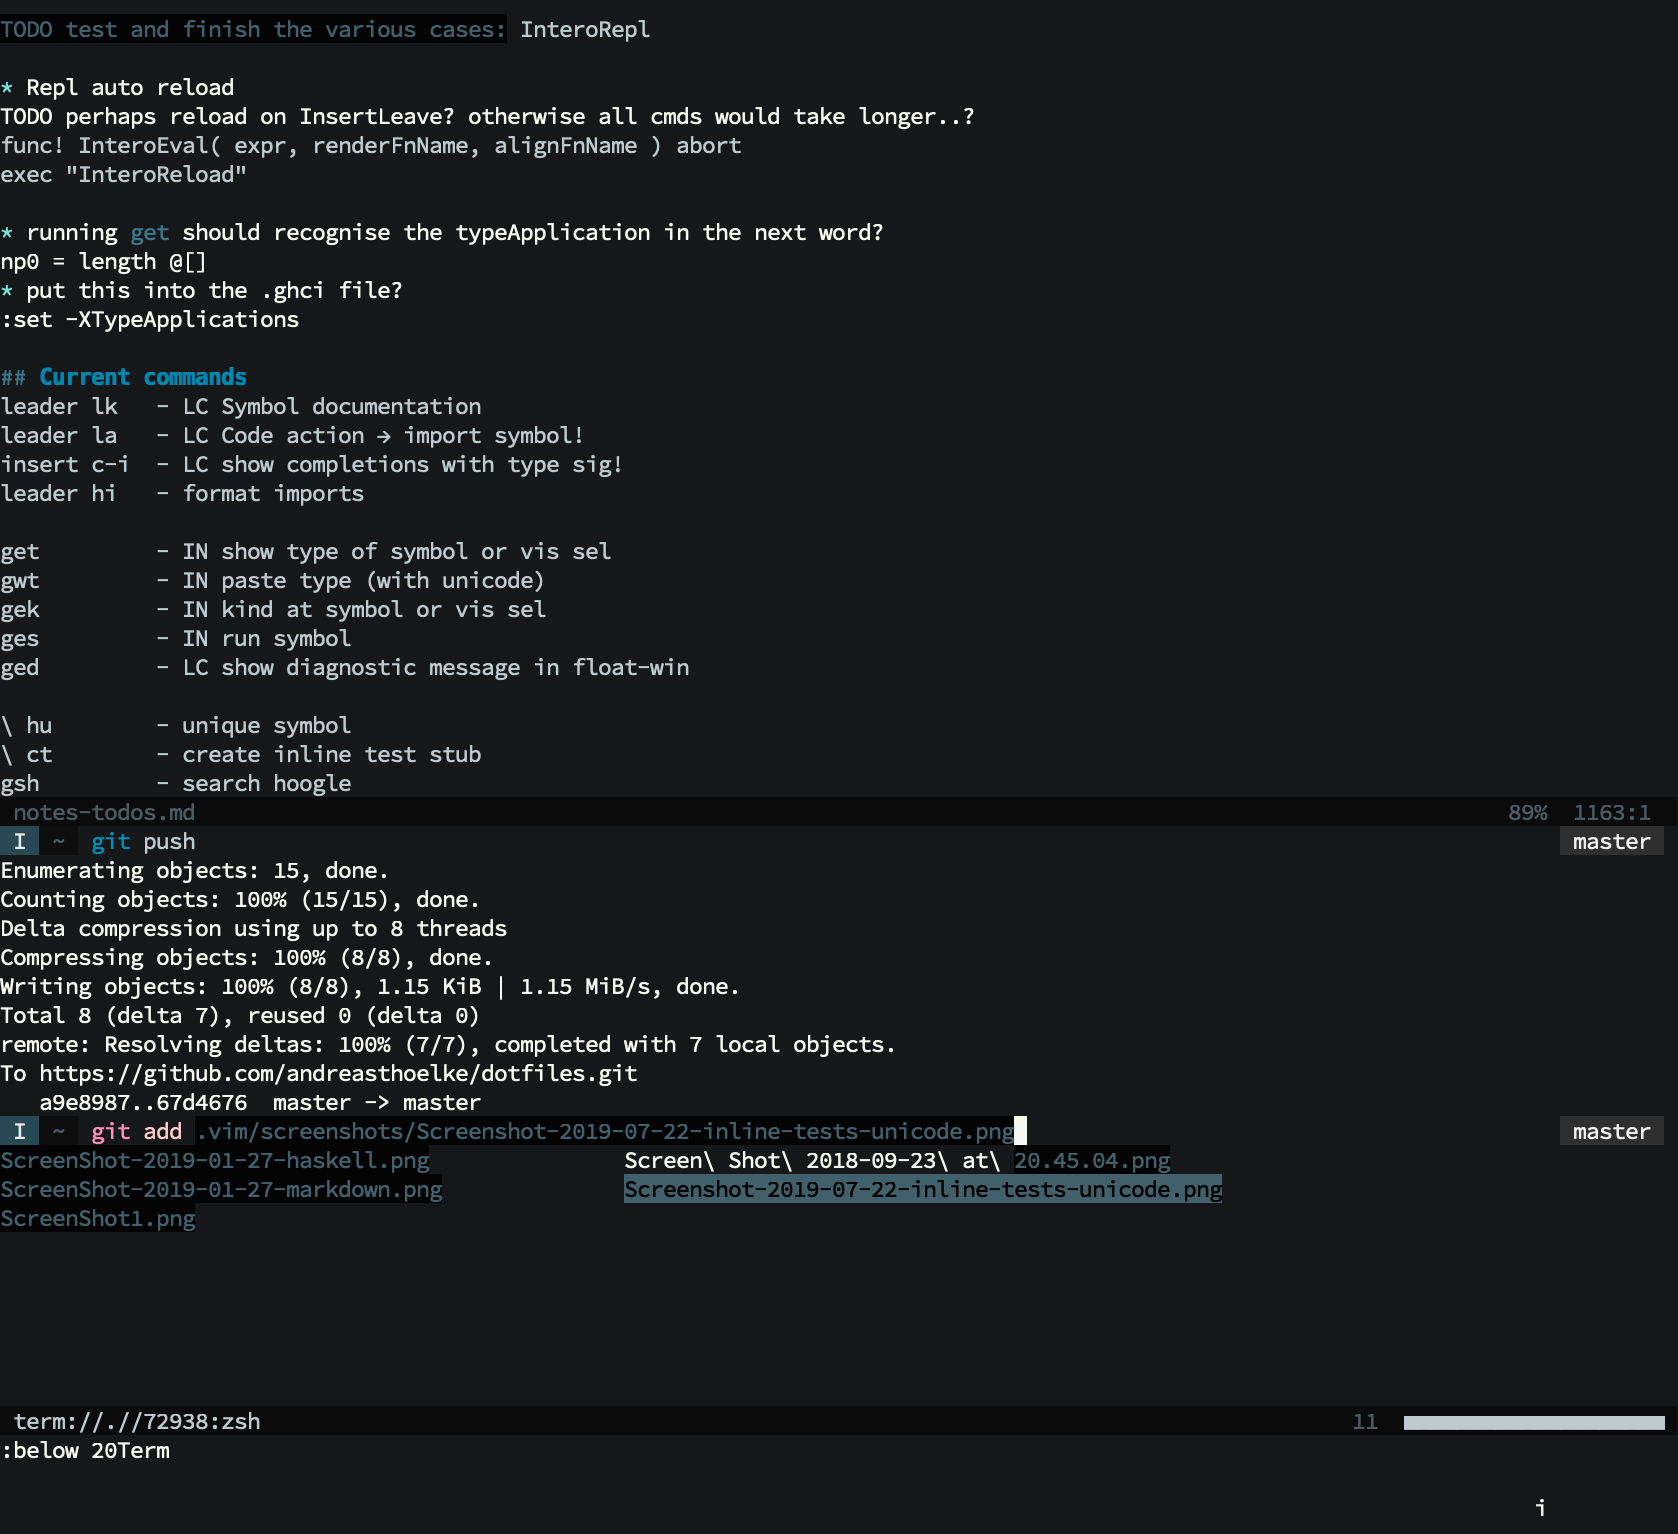 TODO test and finish the various cases: InteroRepl
* Repl auto reload
TODO perhaps reload on InsertLeave? otherwise all cmds would take longer..?
func! InteroEval( expr, renderFnName, alignFnName ) abort
exec "InteroReload"
* running get should recognise the typeApplication in the next word?
np0 = length @[]
* put this into the .ghci file?
:set -XTypeApplications
## Current commands
leader lk   - LC Symbol documentation
leader la   - LC Code action → import symbol!
insert c-i  - LC show completions with type sig!
leader hi   - format imports
get         - IN show type of symbol or vis sel
gwt         - IN paste type (with unicode)
gek         - IN kind at symbol or vis sel
ges         - IN run symbol
ged         - LC show diagnostic message in float-win
\ hu        - unique symbol
\ ct        - create inline test stub
gsh         - search hoogle
notes-todos.md 89% 1163:1
I ~ git push master
Enumerating objects: 15, done.
Counting objects: 100% (15/15), done.
Delta compression using up to 8 threads
Compressing objects: 100% (8/8), done.
Writing objects: 100% (8/8), 1.15 KiB | 1.15 MiB/s, done.
Total 8 (delta 7), reused 0 (delta 0)
remote: Resolving deltas: 100% (7/7), completed with 7 local objects.
To https://github.com/andreasthoelke/dotfiles.git
   a9e8987..67d4676  master -> master
I ~ git add .vim/screenshots/Screenshot-2019-07-22-inline-tests-unicode.png master
ScreenShot-2019-01-27-haskell.png Screen\ Shot\ 2018-09-23\ at\ 20.45.04.png
ScreenShot-2019-01-27-markdown.png Screenshot-2019-07-22-inline-tests-unicode.png
ScreenShot1.png
term://.//72938:zsh 11
:below 20Term
i